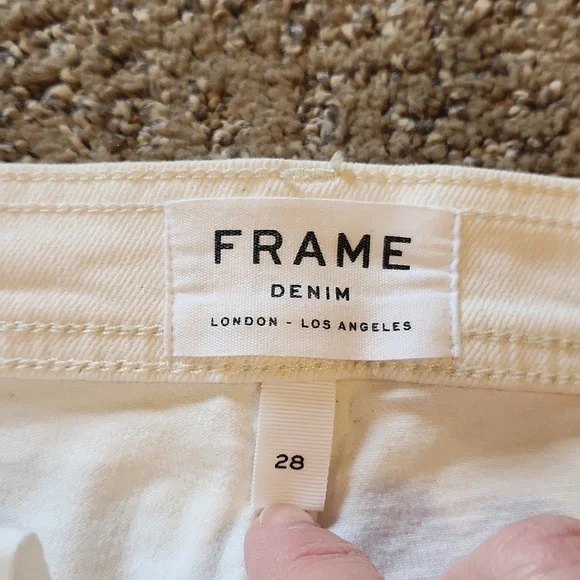 FRAME
DENIM
LONDON - LOS ANGELES
28